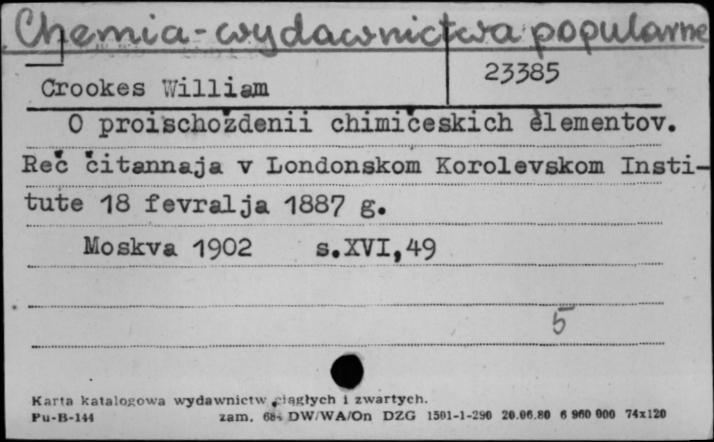 Chemia - wydawnictwa popularne
Crookes William 23385
O proischoždenii chimičeskich èlementov.
Reč čitannaja v Londonskom Korolevskom Insti-
tute 18 fevralja 1887 g.
Moskva 1902 s.XVI,49
5
Karta katalogowa wydawnictw ciągłych i zwartych.
Pu-B-144 zam. 68 DW/WA/On DZG 1501-1-290 20.06.80 6 960 000 74x120